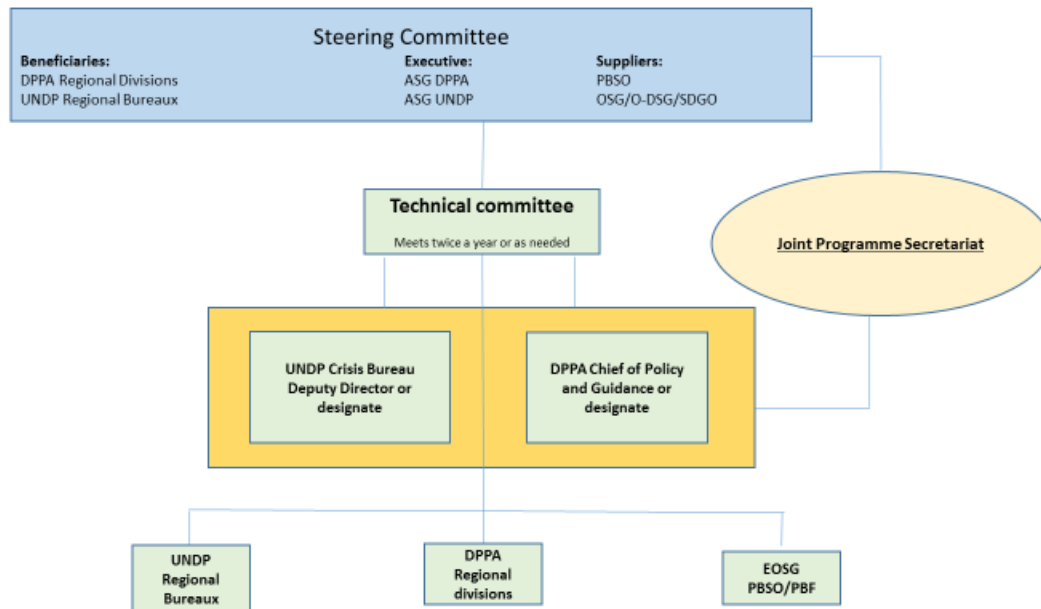 Steering Committee
Beneficiaries:
DPPA Regional Divisions
UNDP Regional Bureaux
Executive:
ASG DPPA
ASG UNDP
Suppliers:
PBSO
OSG/O-DSG/SDGO
Technical committee
Meets twice a year or as needed
Joint Programme Secretariat
UNDP Crisis Bureau
Deputy Director or
designate
DPPA Chief of Policy
and Guidance or
designate
UNDP
Regional
Bureaux
DPPA
Regional
divisions
EOSG
PBSO/PBF